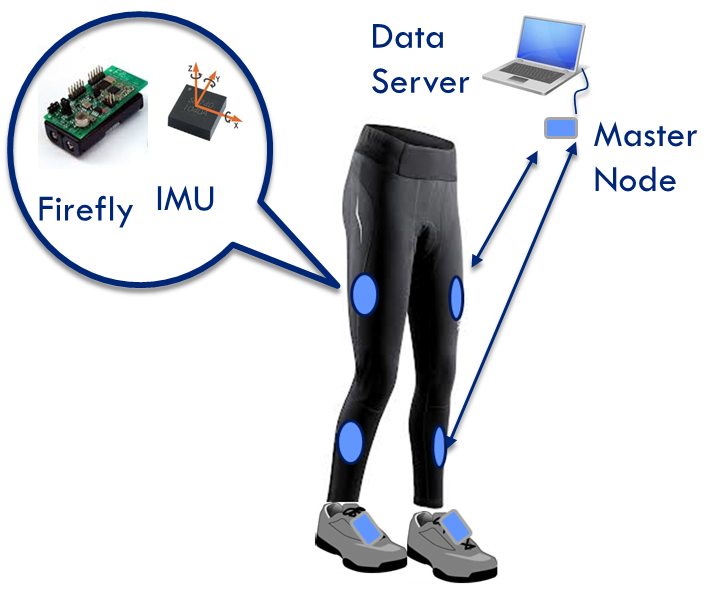 Data
Server
Master
Node
Firefly
IMU
Z
X